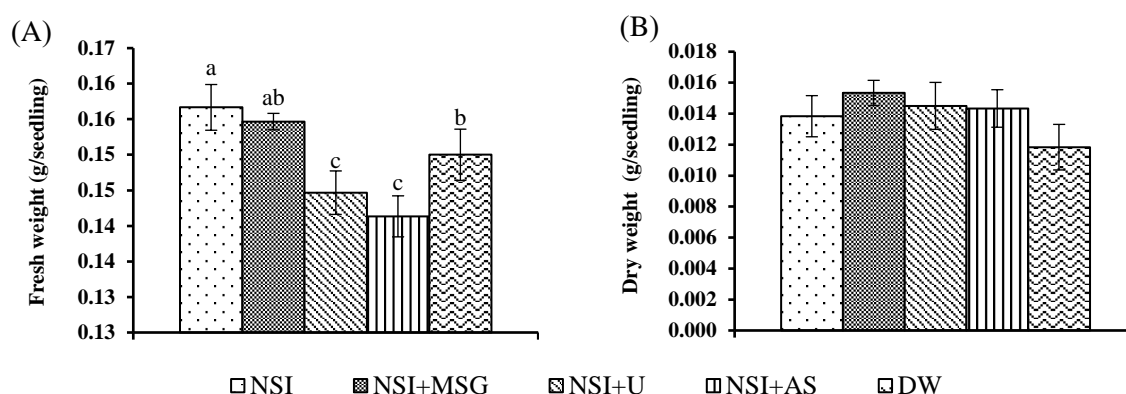 (A)
Fresh weight (g/seedling)
0.17
0.16
0.16
0.15
0.15
0.14
0.14
0.13
0.13
a
ab
c
c
b
(B)
Dry weight (g/seedling)
0.018
0.016
0.014
0.012
0.010
0.008
0.006
0.004
0.002
0.000
NSI NSI+MSG NSI+U NSI+AS DW